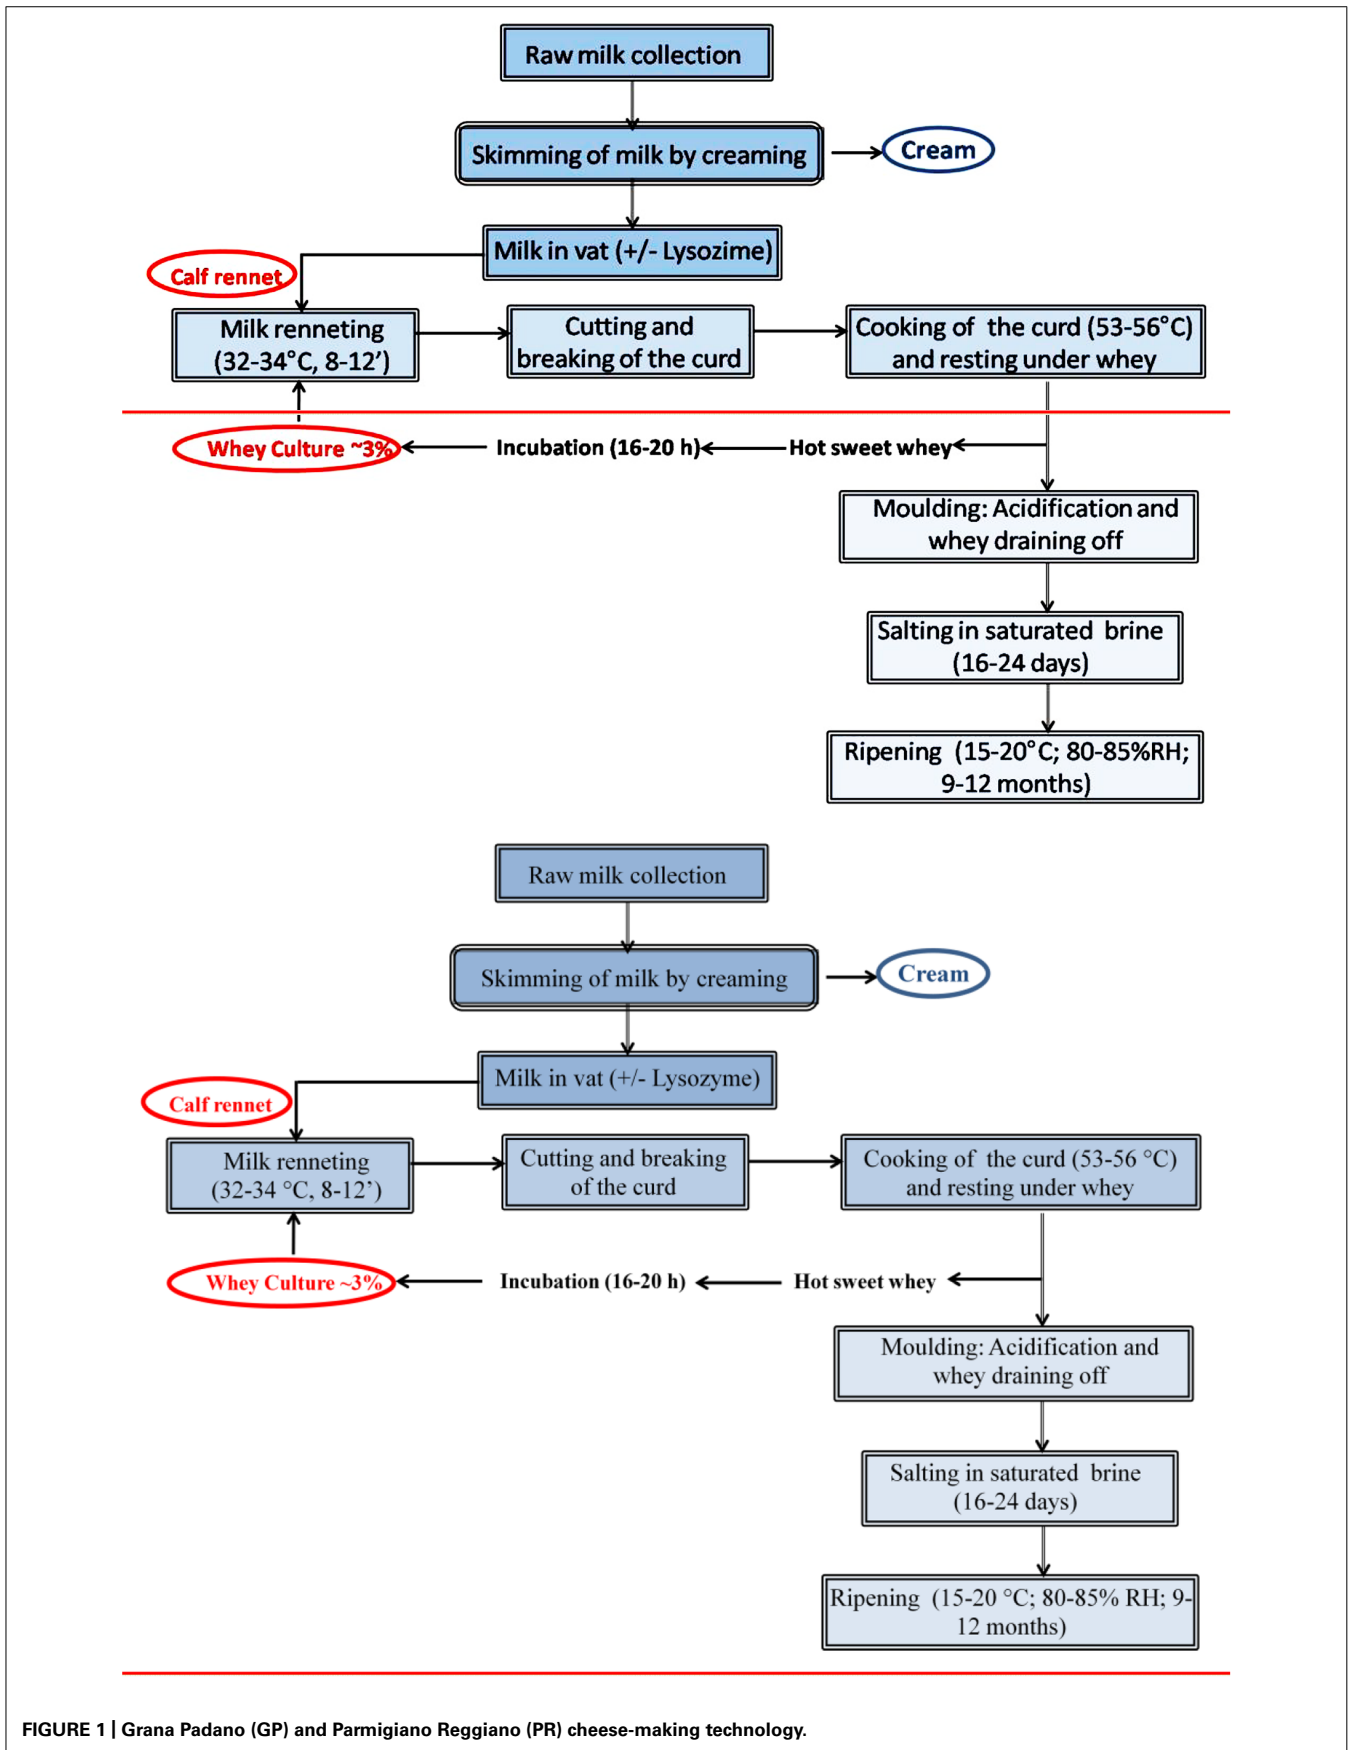 Raw milk collection
Skimming of milk by creaming
Cream
Milk in vat (+/- Lysozime)
Calf rennet
Milk renneting
(32-34°C, 8-12’)
Cutting and
breaking of the curd
Cooking of the curd (53-56°C)
and resting under whey
Whey Culture ~3%
Incubation (16-20 h)
Hot sweet whey
Moulding: Acidification and
whey draining off
Salting in saturated brine
(16-24 days)
Ripening (15-20°C; 80-85%RH;
9-12 months)
Raw milk collection
Skimming of milk by creaming
Cream
Milk in vat (+/- Lysozyme)
Calf rennet
Milk renneting
(32-34 °C, 8-12’)
Cutting and breaking
of the curd
Cooking of the curd (53-56 °C)
and resting under whey
Whey Culture ~3%
Incubation (16-20 h)
Hot sweet whey
Moulding: Acidification and
whey draining off
Salting in saturated brine
(16-24 days)
Ripening (15-20 °C; 80-85% RH; 9-
12 months)
FIGURE 1 | Grana Padano (GP) and Parmigiano Reggiano (PR) cheese-making technology.